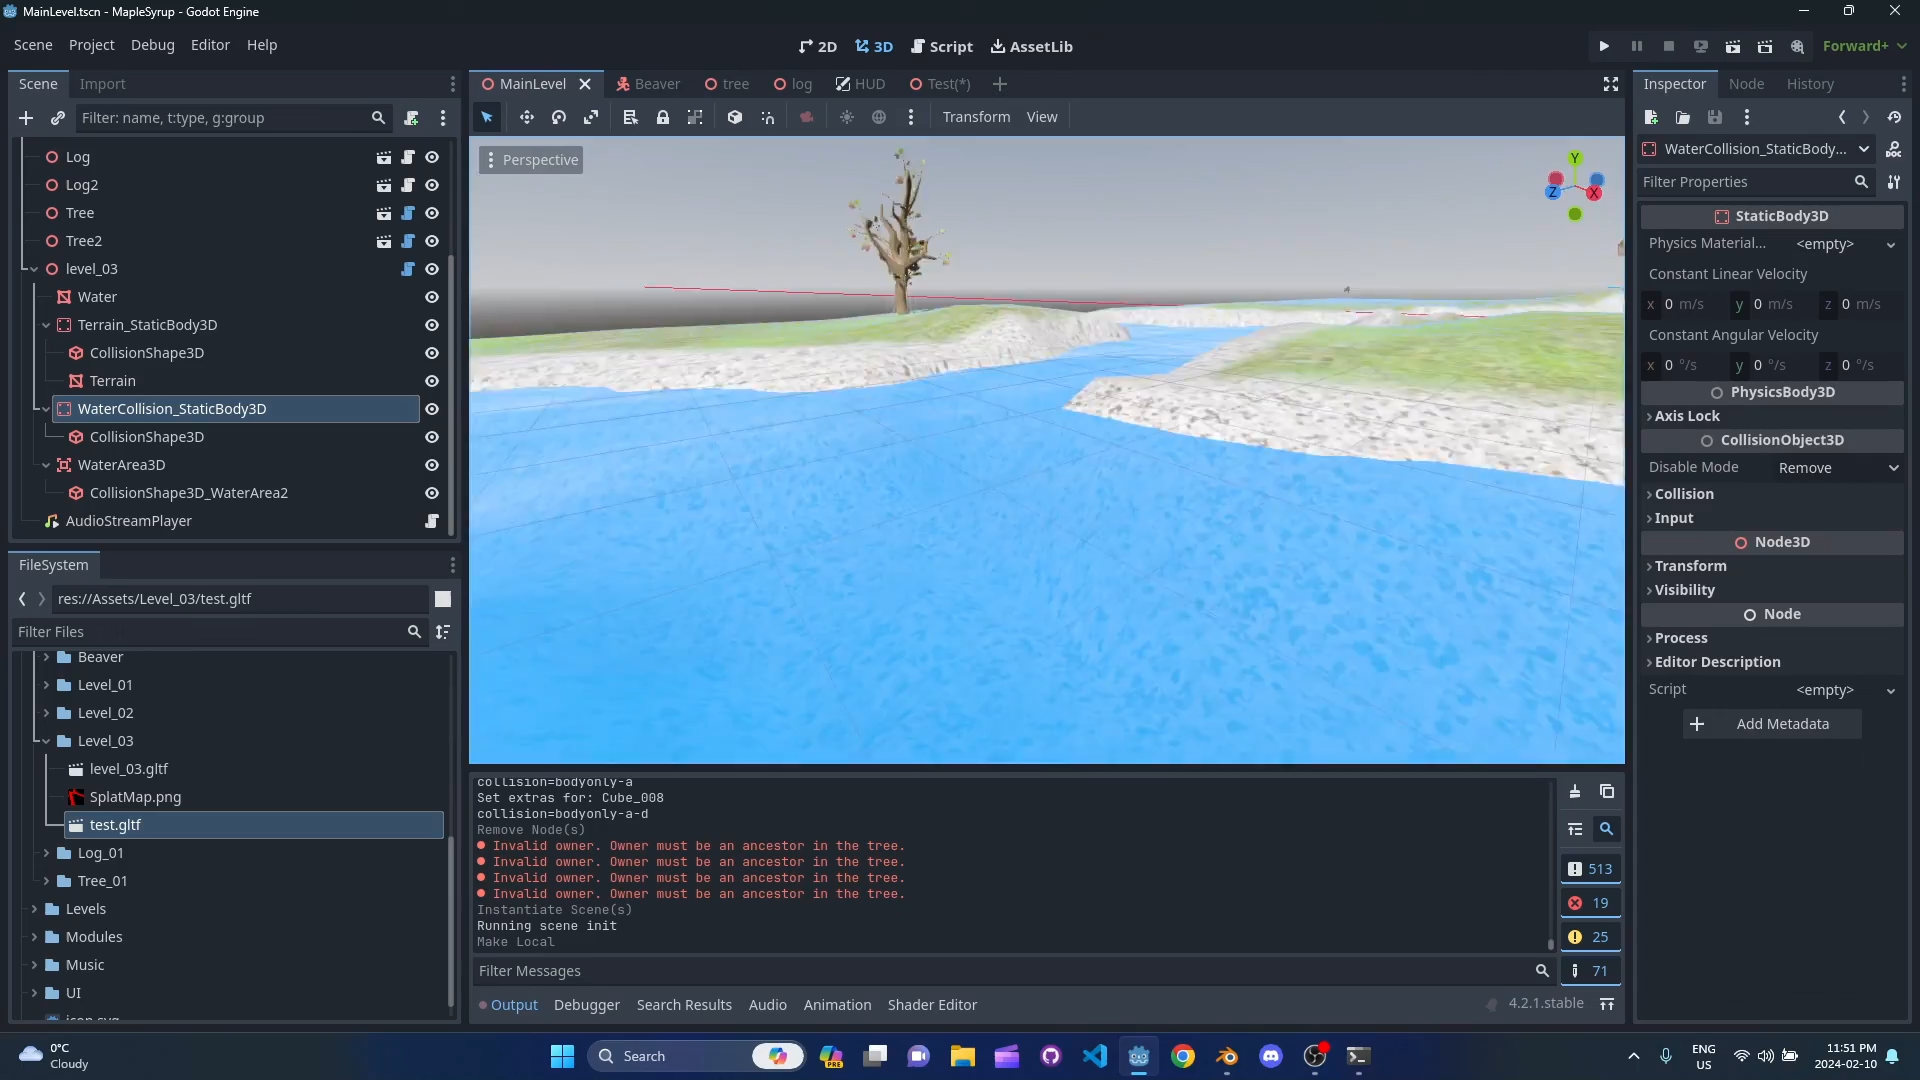 MainLevel.tscn - MapleSyrup - Godot Engine
Scene Project Debug Editor Help
2D 3D Script AssetLib
Forward+
Scene Import
Filter: name, t:type, g:group
Log
Log2
Tree
Tree2
level_03
Water
Terrain_StaticBody3D
CollisionShape3D
Terrain
WaterCollision_StaticBody3D
CollisionShape3D
WaterArea3D
CollisionShape3D_WaterArea2
AudioStreamPlayer
FileSystem
res://Assets/Level_03/test.gltf
Filter Files
Beaver
Level_01
Level_02
Level_03
level_03.gltf
SplatMap.png
test.gltf
Log_01
Tree_01
Levels
Modules
Music
UI
MainLevel Beaver tree log HUD Test(*)
Transform View
Perspective
Y
Z X
collision=bodyonly-a
Set extras for: Cube_008
collision=bodyonly-a-d
Remove Node(s)
Invalid owner. Owner must be an ancestor in the tree.
Invalid owner. Owner must be an ancestor in the tree.
Invalid owner. Owner must be an ancestor in the tree.
Invalid owner. Owner must be an ancestor in the tree.
Instantiate Scene(s)
Running scene init
Make Local
513
19
25
71
Filter Messages
Output Debugger Search Results Audio Animation Shader Editor
4.2.1.stable
Inspector Node History
WaterCollision_StaticBody...
Filter Properties
StaticBody3D
Physics Material... <empty>
Constant Linear Velocity
x 0 m/s y 0 m/s z 0 m/s
Constant Angular Velocity
x 0 °/s y 0 °/s z 0 °/s
PhysicsBody3D
Axis Lock
CollisionObject3D
Disable Mode Remove
Collision
Input
Node3D
Transform
Visibility
Node
Process
Editor Description
Script <empty>
Add Metadata
0°C
Cloudy
Search
PRE
ENG
US
11:51 PM
2024-02-10